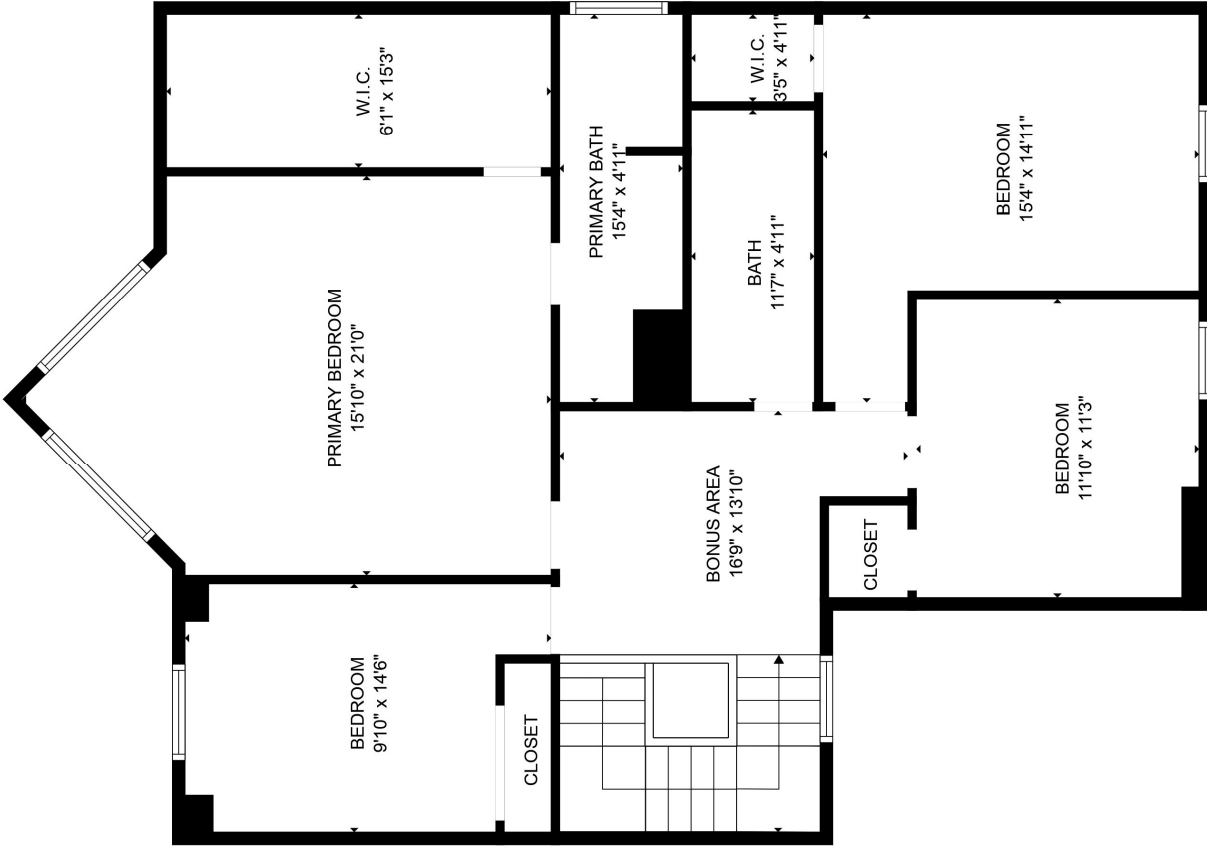 W.I.C.
6'1" x 15'3"
PRIMARY BATH
15'4" x 4'11"
W.I.C.
3'5" x 4'11"
BEDROOM
15'4" x 14'11"
BATH
11'7" x 4'11"
PRIMARY BEDROOM
15'10" x 21'0"
BEDROOM
11'10" x 11'3"
BONUS AREA
16'9" x 13'10"
CLOSET
BEDROOM
9'10" x 14'6"
CLOSET